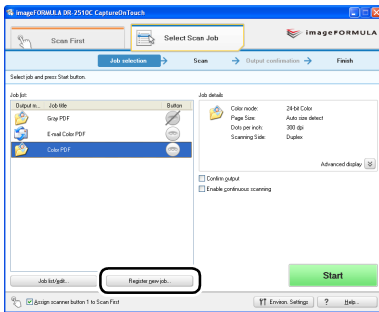 imageFORMULA DR-2510C CaptureOnTouch
Scan First
Select Scan Job
imageFORMULA
Job selection
Scan
Output confirmation
Finish
Select job and press Start button.
Job list:
Output m... Job title Button
Gray PDF
E-mail Color PDF
Color PDF
Job details
Color mode: 24-bit Color
Page Size: Auto size detect
Dots per inch: 300 dpi
Scanning Side: Duplex
Advanced display
Confirm output
Enable continuous scanning
Job list/edit...
Register new job...
Start
Assign scanner button 1 to Scan First
Environ. Settings
? Help...